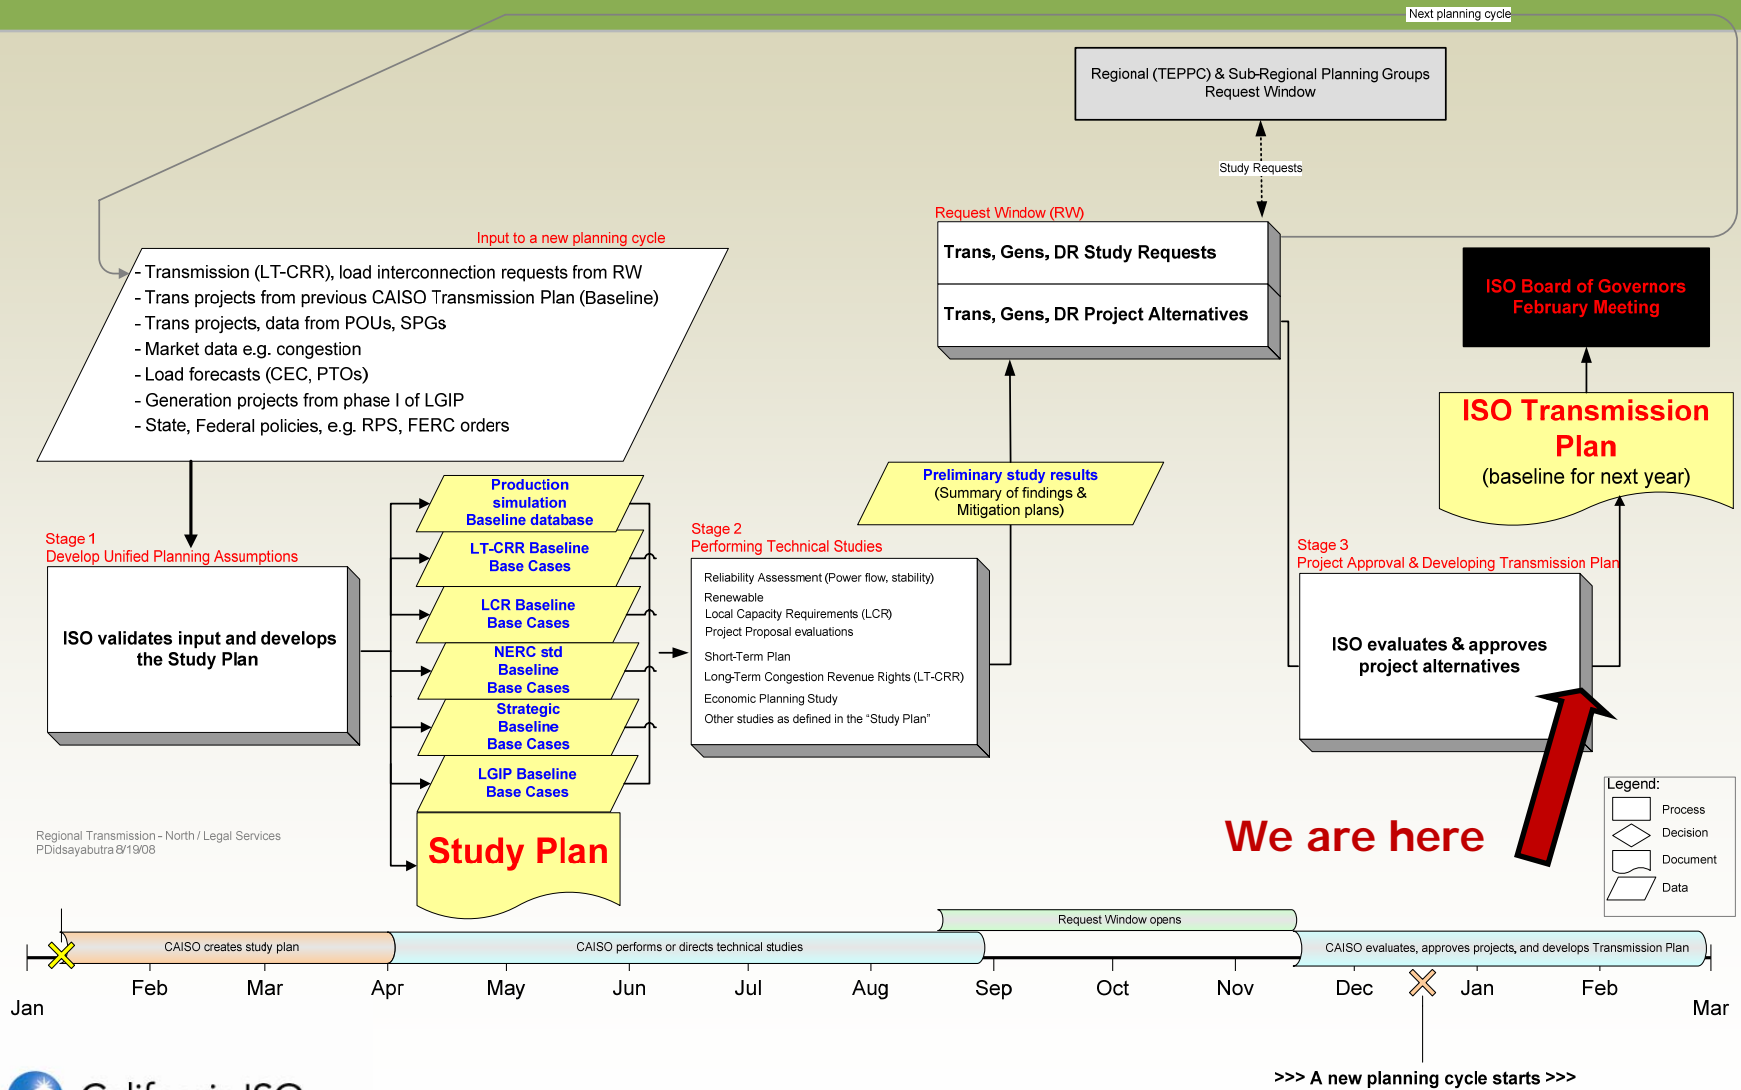 Next planning cycle
Regional (TEPPC) & Sub-Regional Planning Groups
Request Window
Study Requests
Input to a new planning cycle
- Transmission (LT-CRR), load interconnection requests from RW
- Trans projects from previous CAISO Transmission Plan (Baseline)
- Trans projects, data from POUs, SPGs
- Market data e.g. congestion
- Load forecasts (CEC, PTOs)
- Generation projects from phase I of LGIP
- State, Federal policies, e.g. RPS, FERC orders
Request Window (RW)
Trans, Gens, DR Study Requests
Trans, Gens, DR Project Alternatives
ISO Board of Governors
February Meeting
ISO Transmission
Plan
(baseline for next year)
Preliminary study results
(Summary of findings &
Mitigation plans)
Stage 1
Develop Unified Planning Assumptions
ISO validates input and develops
the Study Plan
Production
simulation
Baseline database
LT-CRR Baseline
Base Cases
LCR Baseline
Base Cases
NERC std
Baseline
Base Cases
Strategic
Baseline
Base Cases
LGIP Baseline
Base Cases
Study Plan
Stage 2
Performing Technical Studies
Reliability Assessment (Power flow, stability)
Renewable
Local Capacity Requirements (LCR)
Project Proposal evaluations
Short-Term Plan
Long-Term Congestion Revenue Rights (LT-CRR)
Economic Planning Study
Other studies as defined in the “Study Plan”
Stage 3
Project Approval & Developing Transmission Plan
ISO evaluates & approves
project alternatives
We are here
Legend:
Process
Decision
Document
Data
Regional Transmission – North / Legal Services
PDidsayabutra 8/19/08
Request Window opens
CAISO creates study plan
CAISO performs or directs technical studies
CAISO evaluates, approves projects, and develops Transmission Plan
Jan
Feb
Mar
Apr
May
Jun
Jul
Aug
Sep
Oct
Nov
Dec
Jan
Feb
Mar
>>> A new planning cycle starts >>>
California ISO